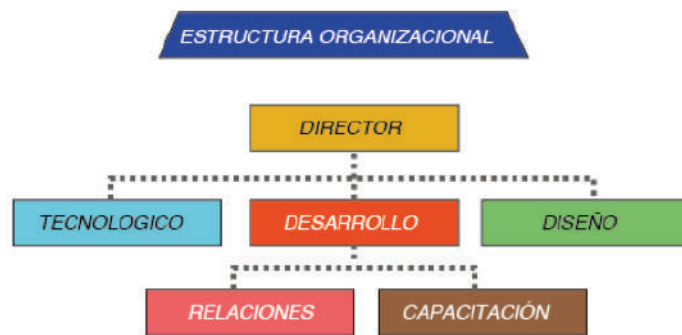 ESTRUCTURA ORGANIZACIONAL
DIRECTOR
TECNOLOGICO
DESARROLLO
DISEÑO
RELACIONES
CAPACITACIÓN